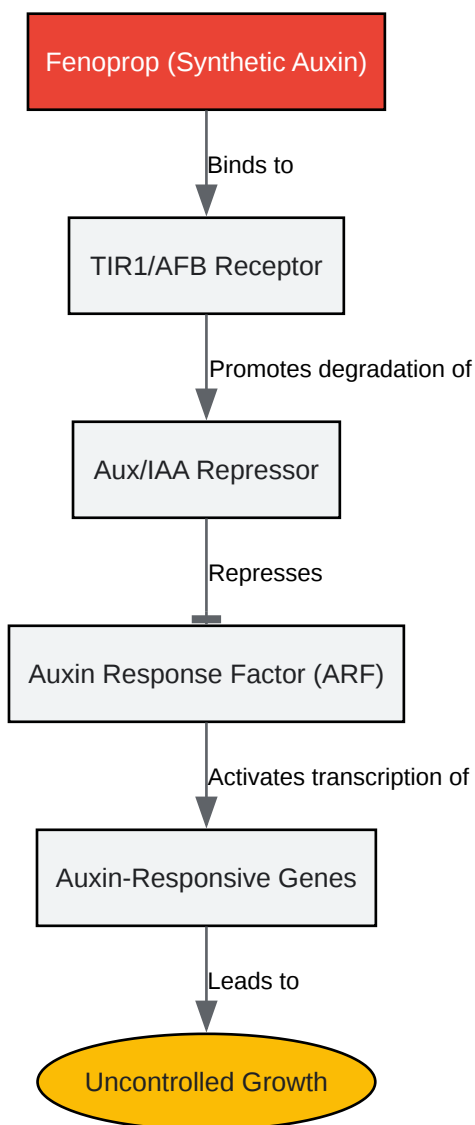 Fenoprop (Synthetic Auxin)
Binds to
TIR1/AFB Receptor
Promotes degradation of
Aux/IAA Repressor
Represses
Auxin Response Factor (ARF)
Activates transcription of
Auxin-Responsive Genes
Leads to
Uncontrolled Growth